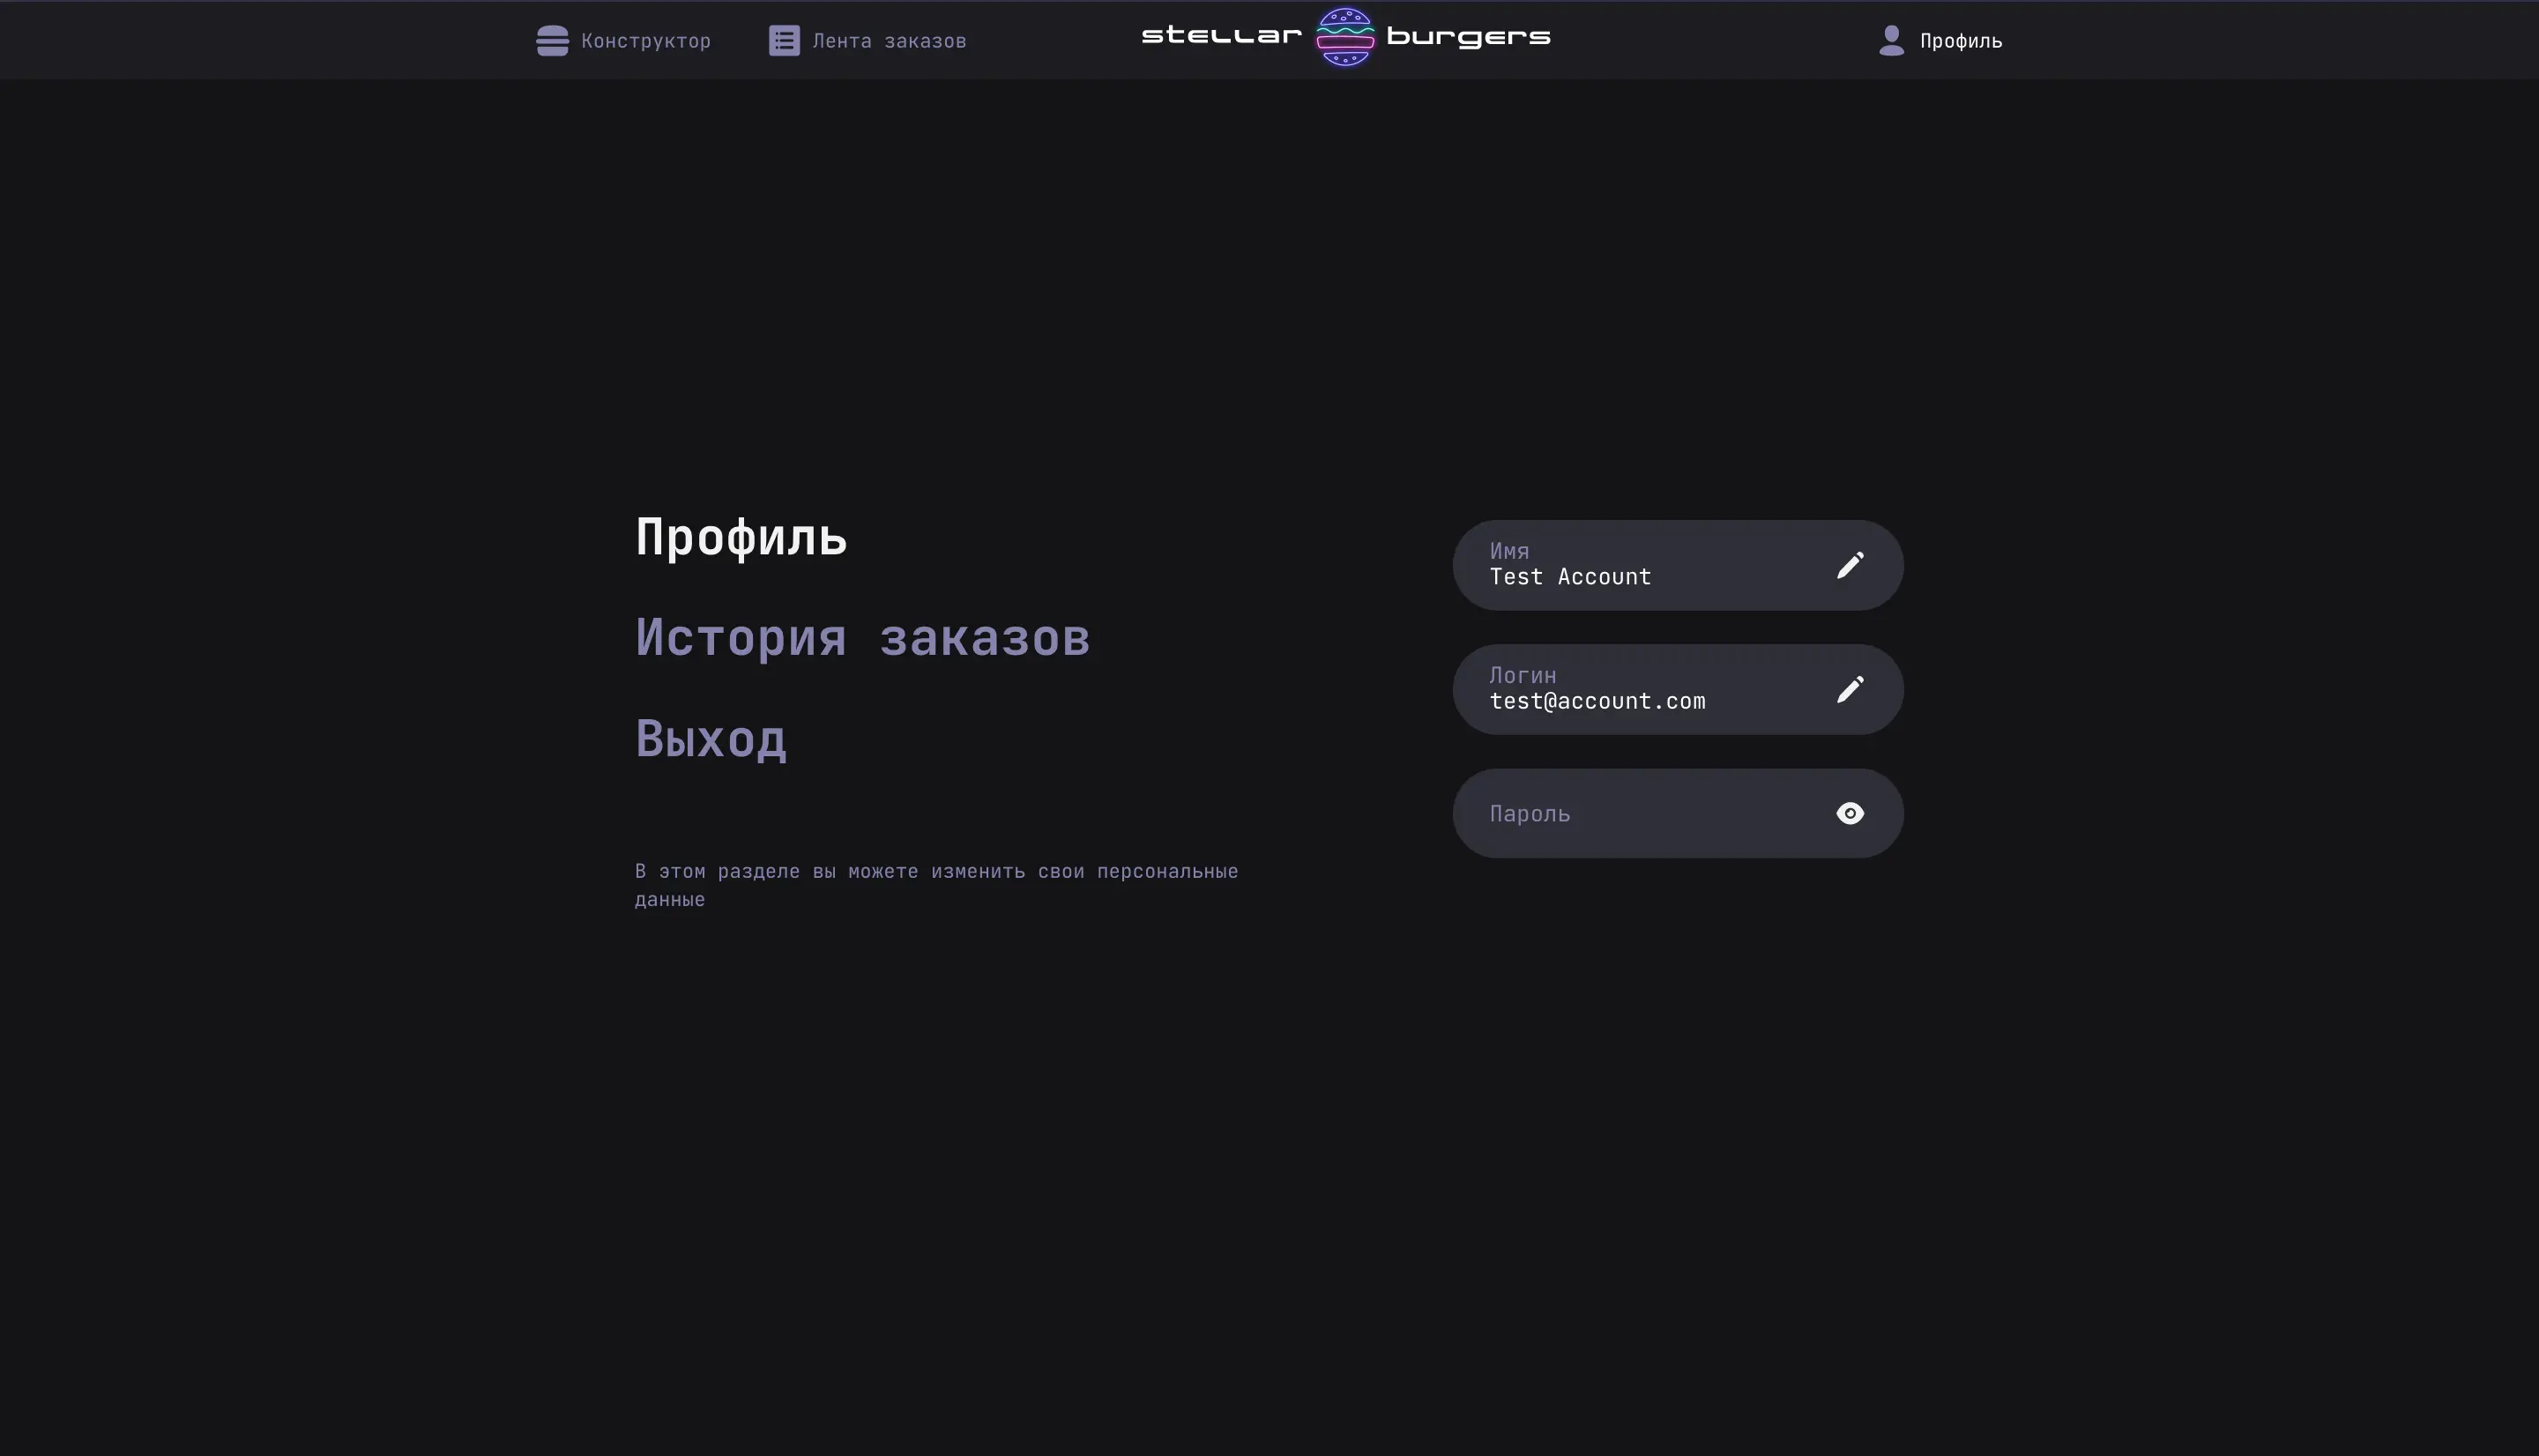 Конструктор
Лента заказов
stellar burgers
Профиль
Профиль
История заказов
Выход
В этом разделе вы можете изменить свои персональные
данные
Имя
Test Account
Логин
test@account.com
Пароль